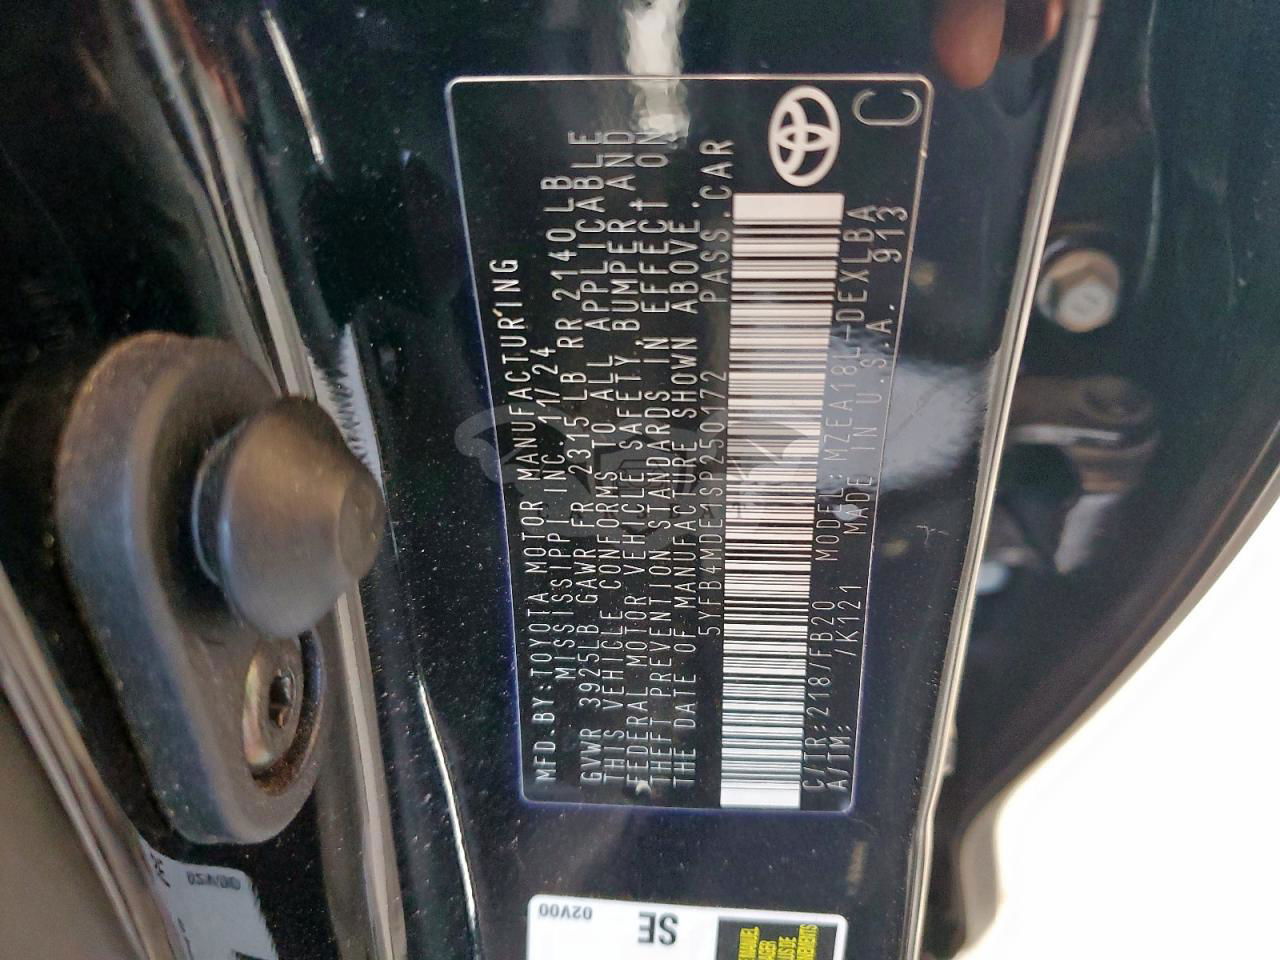 MFD.BY:TOYOTA MOTOR MANUFACTURING
MISSISSIPPI INC.11/24
GVWR 3925LB GAWR FR 2315 LB RR 2140LB
THIS VEHICLE CONFORMS TO ALL APPLICABLE
FEDERAL MOTOR VEHICLE SAFETY, BUMPER AND
THEFT PREVENTION STANDARDS IN EFFECT ON
THE DATE OF MANUFACTURE SHOWN ABOVE.
5YFB4MDE1SP250172 PASS.CAR
C/TR:218/FB20 MODEL:MZEA18L-DEXLBA
A/TM: /K121 MADE IN U.S.A. 913
C
SE
02V00